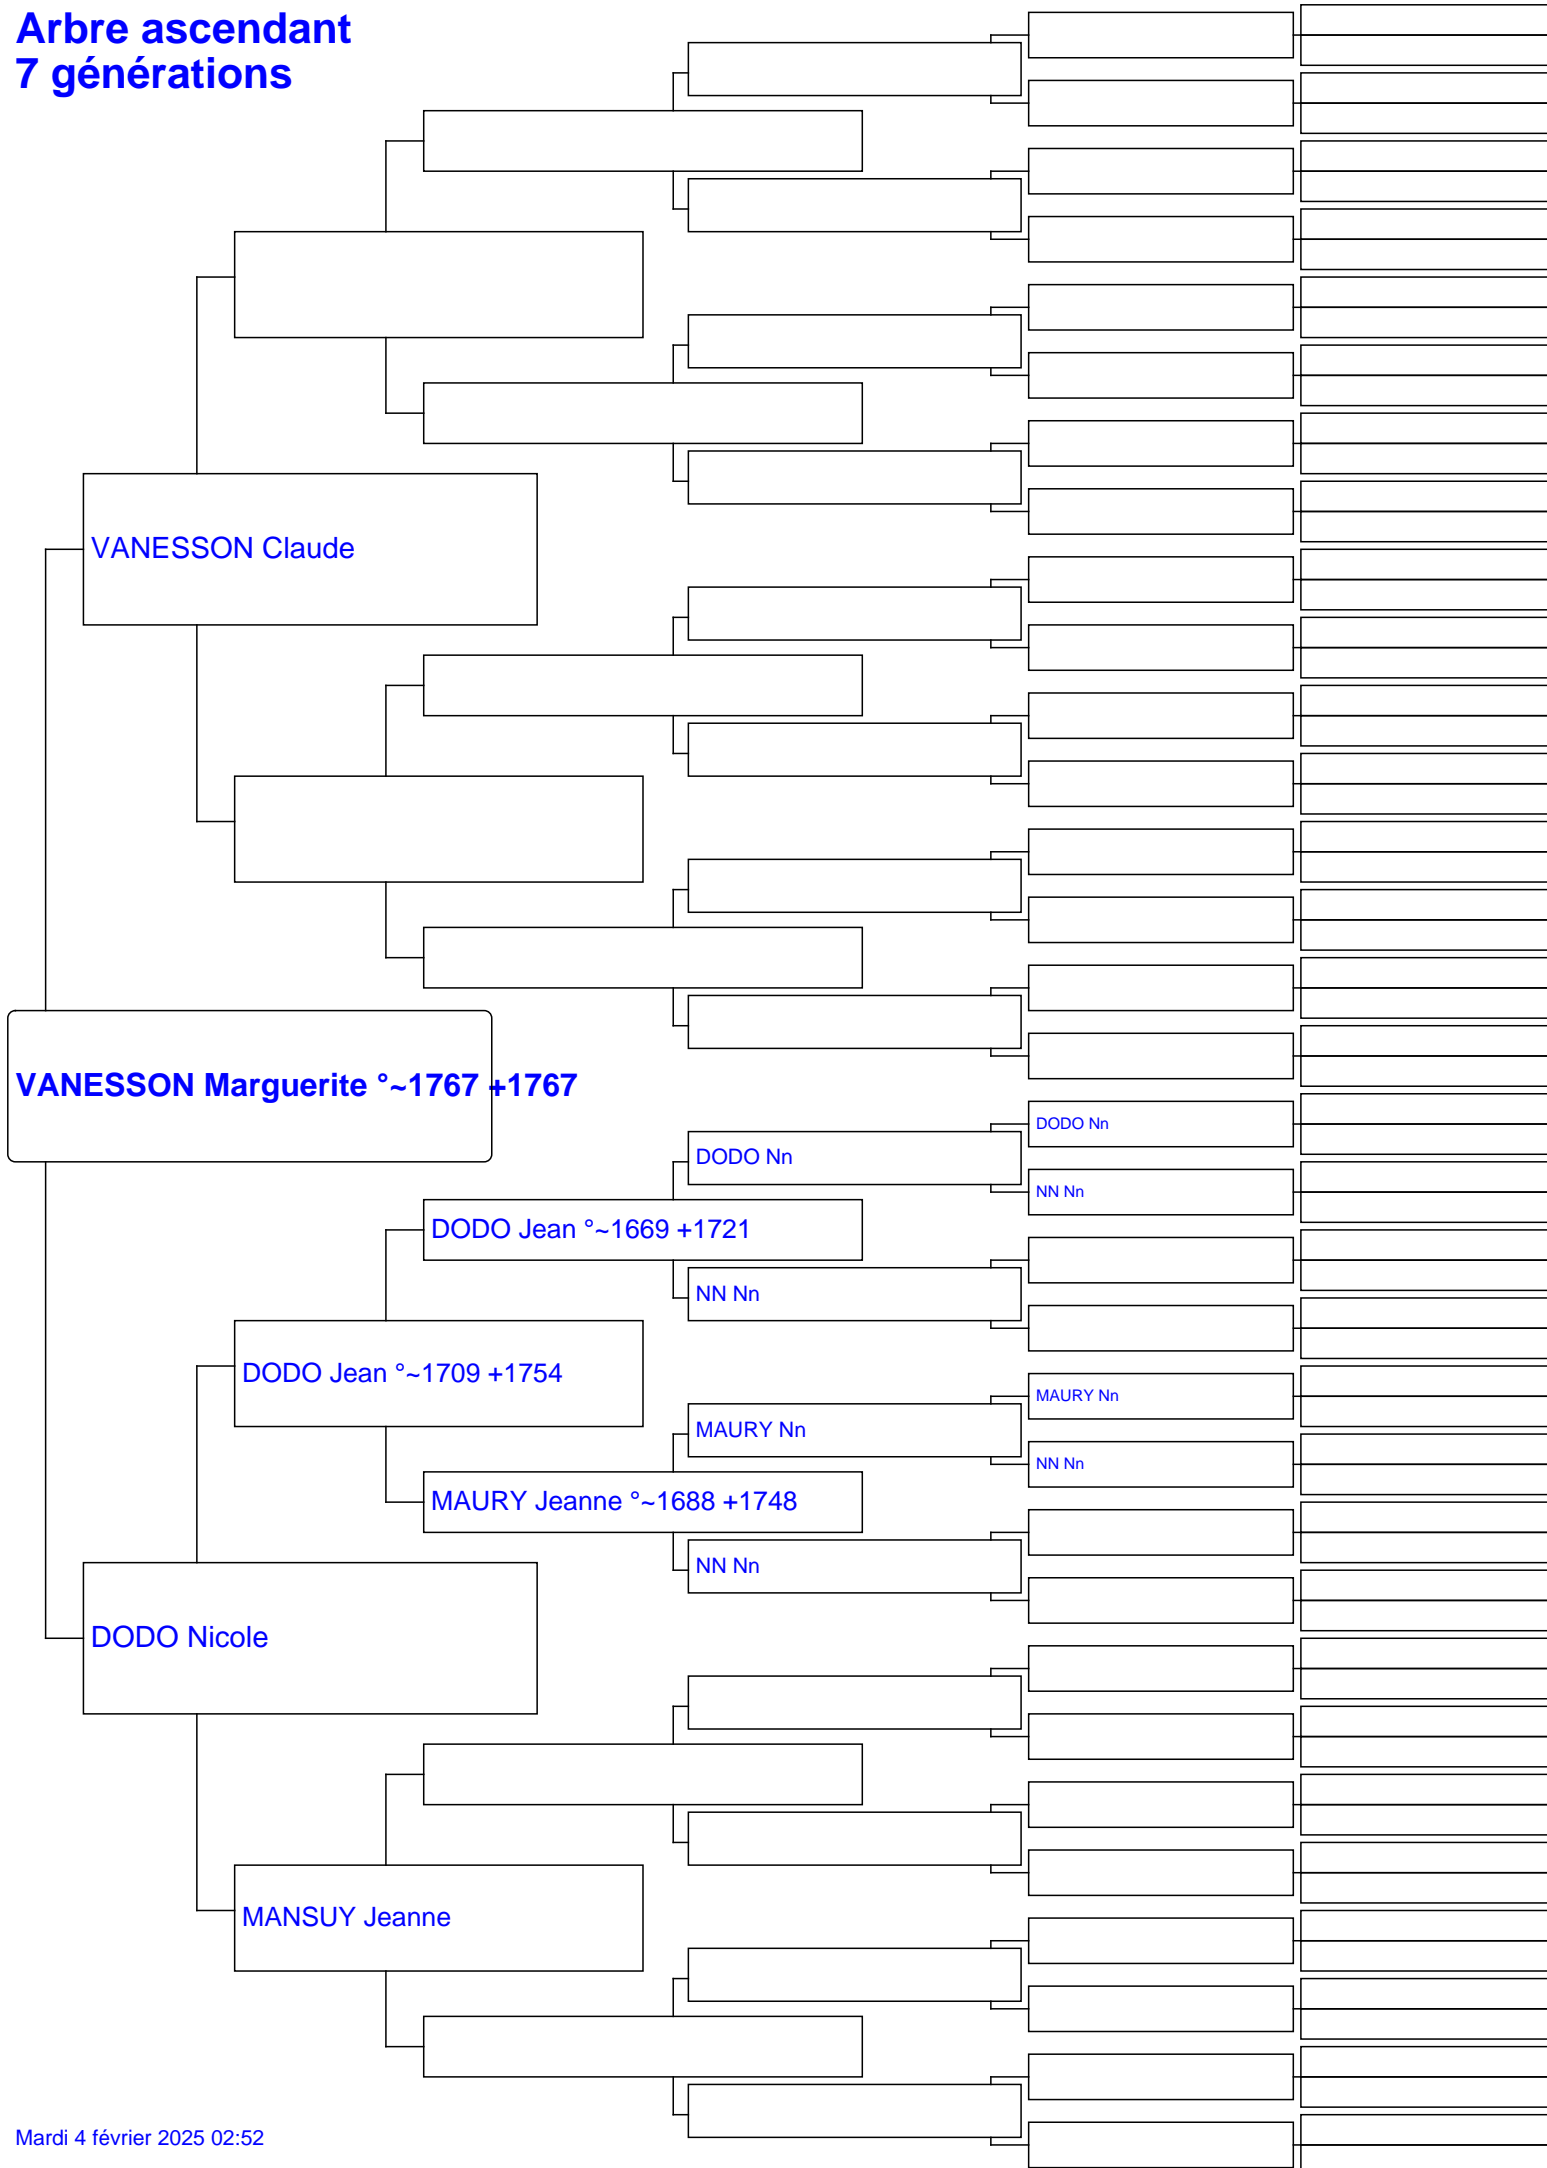 Arbre ascendant
7 générations
VANESSON Claude
VANESSON Marguerite °~1767 +1767
DODO Nn
DODO Nn
NN Nn
DODO Jean °~1669 +1721
NN Nn
DODO Jean °~1709 +1754
MAURY Nn
MAURY Nn
NN Nn
MAURY Jeanne °~1688 +1748
NN Nn
DODO Nicole
MANSUY Jeanne
Mardi 4 février 2025 02:52